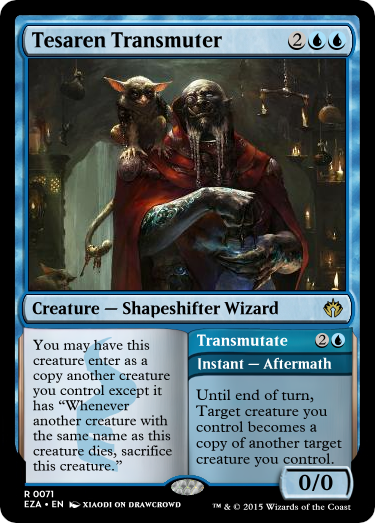 Tesaren Transmuter 2
Creature — Shapeshifter Wizard
You may have this
creature enter as a
copy another creature
you control except it
has “Whenever
another creature with
the same name as this
creature dies, sacrifice
this creature.”
Transmutate 2
Instant — Aftermath
Until end of turn,
Target creature you
control becomes a
copy of another target
creature you control.
0/0
R 0071
EZA • EN XIAODI ON DRAWCROWD
™ & © 2015 Wizards of the Coast